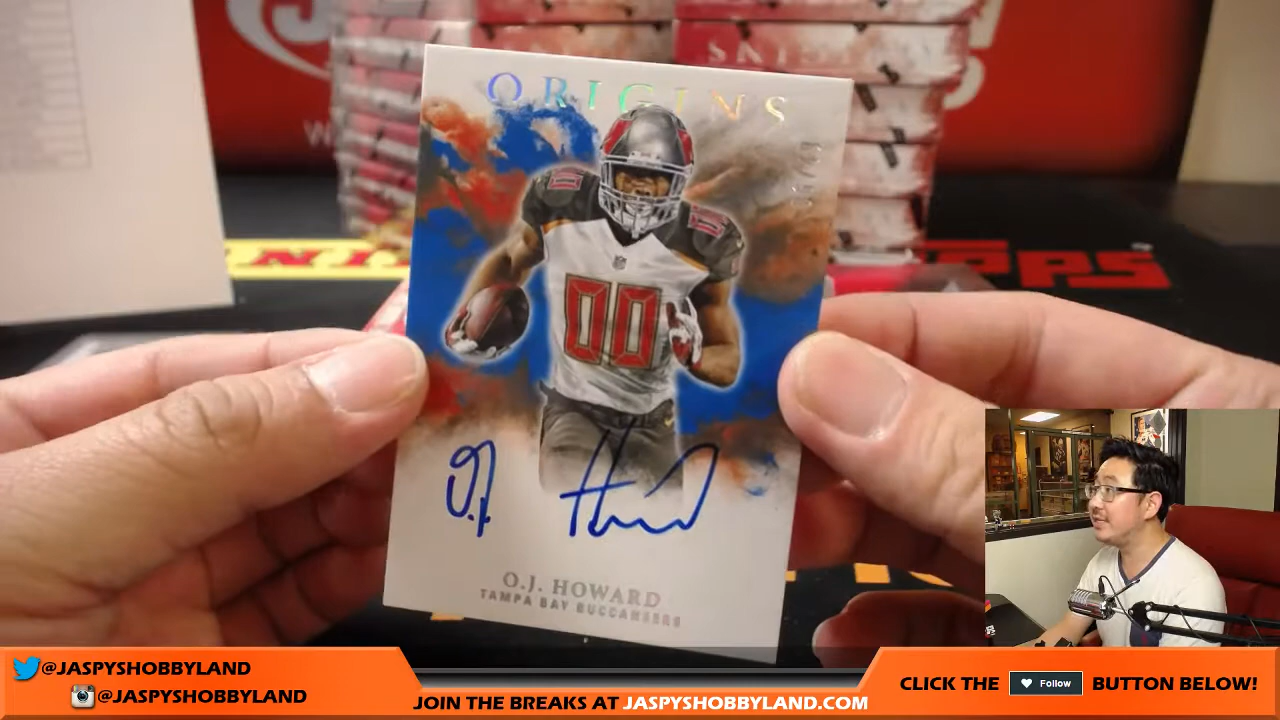 ORIGINS
00
O.J. Howard
O.J. HOWARD
TAMPA BAY BUCCANEERS
@JASPYSHOBBYLAND
@JASPYSHOBBYLAND
JOIN THE BREAKS AT JASPYSHOBBYLAND.COM
CLICK THE Follow BUTTON BELOW!